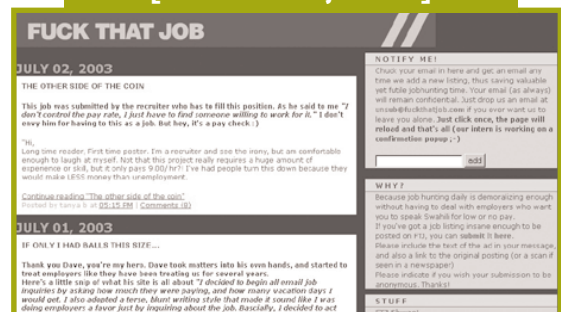 FUCK THAT JOB
JULY 02, 2003
THE OTHER SIDE OF THE COIN
This job was submitted by the recruiter who has to fill this position. As he said to me "I
don't control the pay rate, I just have to find someone willing to work for it." I don't
envy him for having to this as a job. But hey, it's a pay check :)
"Hi,
Long time reader, First time poster. I'm a recruiter and see the irony, but am comfortable
enough to laugh at myself. Not that this project really requires a huge amount of
experience or skill, but it only pays 9.00/hr?! I've had people turn this down because they
would make LESS money than unemployment.
Continue reading "The other side of the coin"
Posted by tanya b at 05:15 PM | Comments (8)
JULY 01, 2003
IF ONLY I HAD BALLS THIS SIZE...
Thank you Dave, you're my hero. Dave took matters into his own hands, and started to
treat employers like they have been treating us for several years.
Here's a little snip of what his site is all about "I decided to begin all email job
inquiries by asking how much they were paying, and how many vacation days I
would get. I also adopted a terse, blunt writing style that made it sound like I was
doing employers a favor just by inquiring about the job. Bascially, I decided to act
NOTIFY ME!
Chuck your email in here and get an email any
time we add a new listing, thus saving valuable
yet futile jobhunting time. Your email (as always)
will remain confidential. Just drop us an email at
unsub@fuckthatjob.com if you ever want us to
leave you alone. Just click once, the page will
reload and that's all (our intern is working on a
confirmation popup ;-)
add
WHY?
Because job hunting daily is demoralizing enough
without having to deal with employers who want
you to speak Swahili for low or no pay.
If you've got a job listing insane enough to be
posted on FTJ, you can submit it here.
Please include the text of the ad in your message,
and also a link to the original posting (or a scan if
seen in a newspaper)
Please indicate if you wish your submission to be
anonymous. Thanks!
STUFF